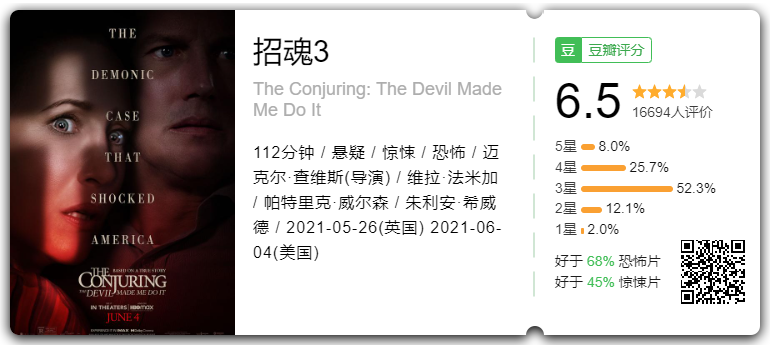 THE
DEMONIC
CASE
THAT
SHOCKED
AMERICA
BASED ON A TRUE STORY
THE
CONJURING
THE DEVIL MADE ME DO IT
IN THEATERS HBOMAX
JUNE 4
招魂3
The Conjuring: The Devil Made
Me Do It
112分钟 / 悬疑 / 惊悚 / 恐怖 / 迈
克尔·查维斯(导演) / 维拉·法米加
/ 帕特里克·威尔森 / 朱利安·希威
德 / 2021-05-26(英国) 2021-06-
04(美国)
豆 豆瓣评分
6.5
16694人评价
5星 8.0%
4星 25.7%
3星 52.3%
2星 12.1%
1星 2.0%
好于 68% 恐怖片
好于 45% 惊悚片